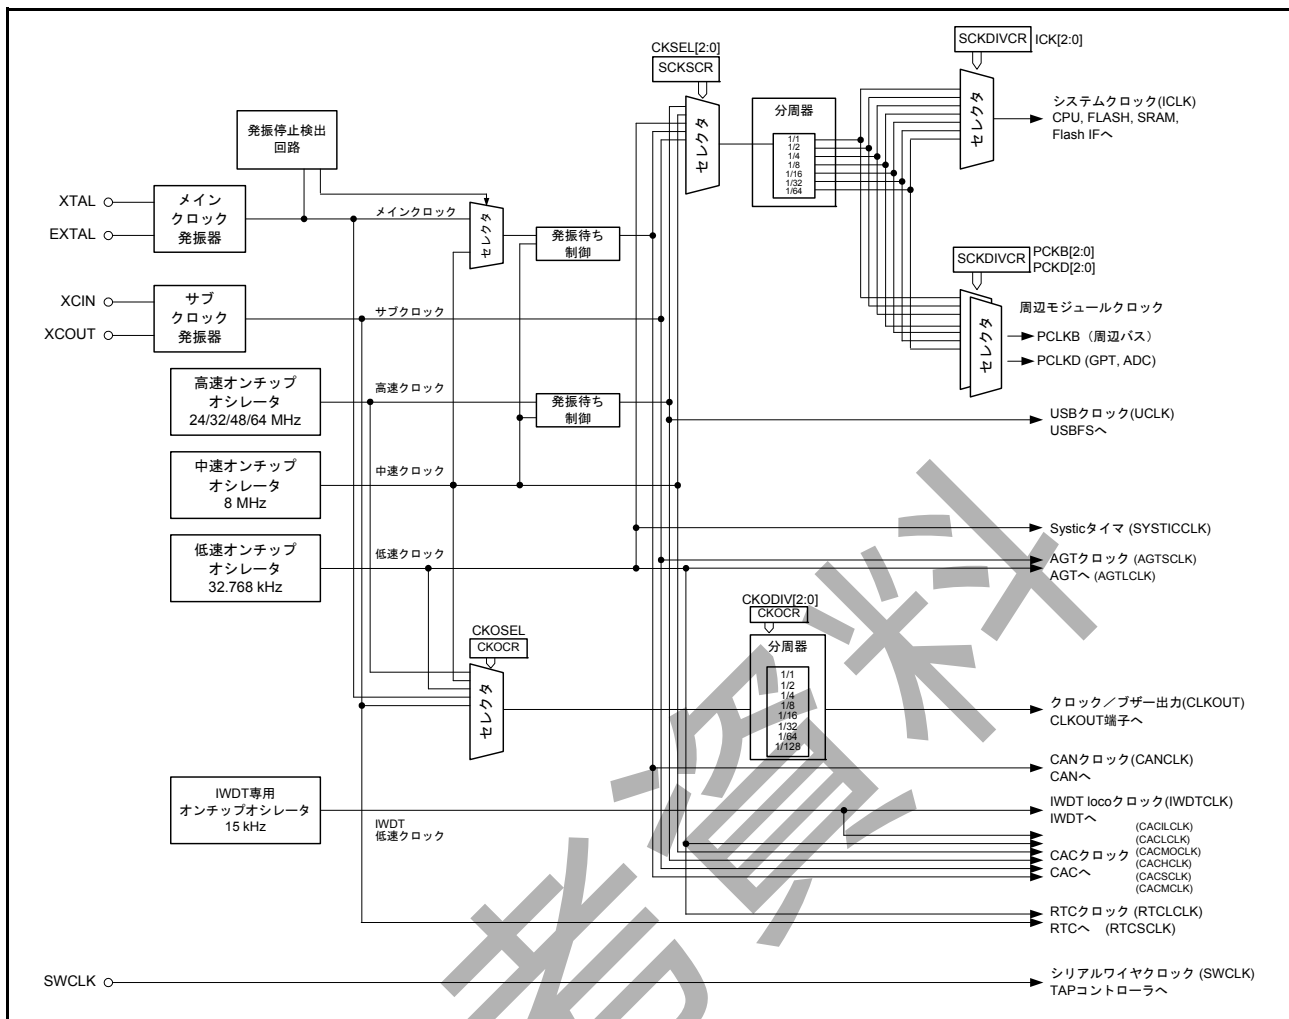 SCKDIVCR ICK[2:0]
CKSEL[2:0]
SCKSCR
セレクタ
分周器
1/1
1/2
1/4
1/8
1/16
1/32
1/64
セレクタ
システムクロック(ICLK)
CPU, FLASH, SRAM,
Flash IFへ
発振停止検出
回路
XTAL
EXTAL
メイン
クロック
発振器
メインクロック
セレクタ
発振待ち
制御
SCKDIVCR
PCKB[2:0]
PCKD[2:0]
XCIN
XCOUT
サブ
クロック
発振器
サブクロック
セレクタ
周辺モジュールクロック
PCLKB（周辺バス）
PCLKD (GPT, ADC)
高速オンチップ
オシレータ
24/32/48/64 MHz
高速クロック
発振待ち
制御
USBクロック(UCLK)
USBFSへ
中速オンチップ
オシレータ
8 MHz
中速クロック
Systicタイマ (SYSTICCLK)
低速オンチップ
オシレータ
32.768 kHz
低速クロック
AGTクロック (AGTSCLK)
AGTへ (AGTLCLK)
CKODIV[2:0]
CKOCR
CKOSEL
CKOCR
セレクタ
分周器
1/1
1/2
1/4
1/8
1/16
1/32
1/64
1/128
クロック／ブザー出力(CLKOUT)
CLKOUT端子へ
CANクロック(CANCLK)
CANへ
IWDT専用
オンチップオシレータ
15 kHz
IWDT
低速クロック
IWDT locoクロック(IWDTCLK)
IWDTへ
CACクロック
CACへ
(CACILCLK)
(CACLCLK)
(CACMOCLK)
(CACHCLK)
(CACSCLK)
(CACMCLK)
RTCクロック (RTCLCLK)
RTCへ (RTCSCLK)
SWCLK
シリアルワイヤクロック (SWCLK)
TAPコントローラへ
考資料